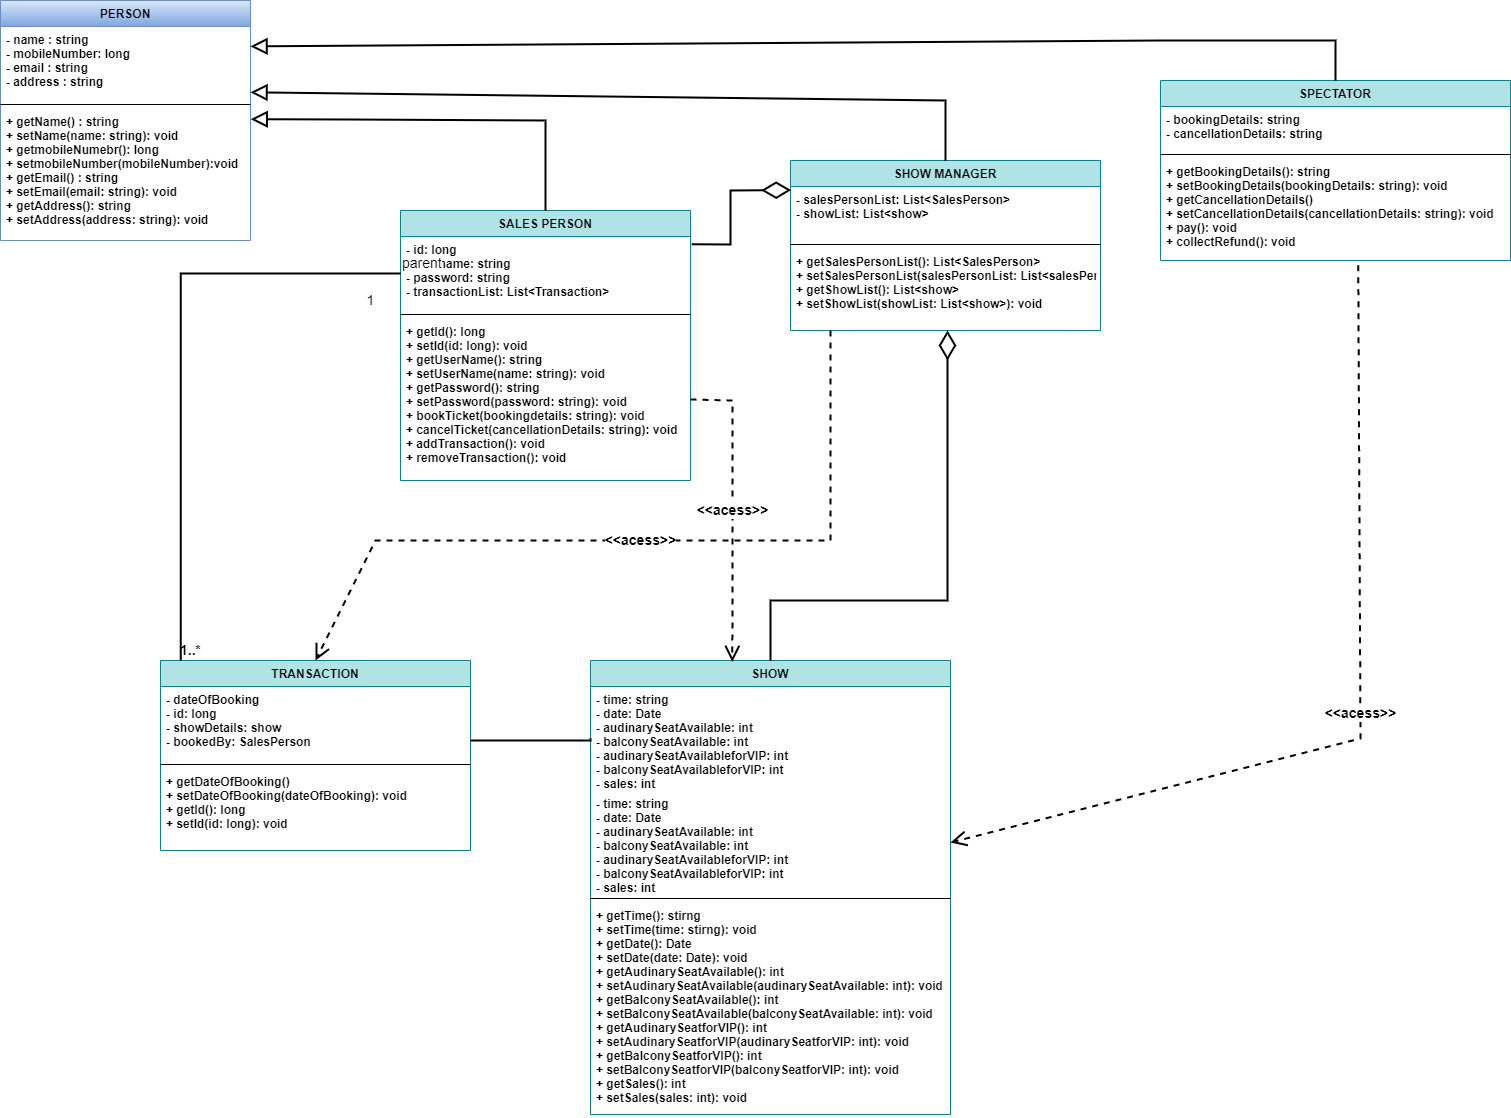 PERSON
- name : string
- mobileNumber: long
- email : string
- address : string
+ getName() : string
+ setName(name: string): void
+ getmobileNumebr(): long
+ setmobileNumber(mobileNumber):void
+ getEmail() : string
+ setEmail(email: string): void
+ getAddress(): string
+ setAddress(address: string): void
SPECTATOR
- bookingDetails: string
- cancellationDetails: string
+ getBookingDetails(): string
+ setBookingDetails(bookingDetails: string): void
+ getCancellationDetails()
+ setCancellationDetails(cancellationDetails: string): void
+ pay(): void
+ collectRefund(): void
SHOW MANAGER
- salesPersonList: List<SalesPerson>
- showList: List<show>
+ getSalesPersonList(): List<SalesPerson>
+ setSalesPersonList(salesPersonList: List<salesPer
+ getShowList(): List<show>
+ setShowList(showList: List<show>): void
SALES PERSON
- id: long
parent
name: string
- password: string
- transactionList: List<Transaction>
+ getId(): long
+ setId(id: long): void
+ getUserName(): string
+ setUserName(name: string): void
+ getPassword(): string
+ setPassword(password: string): void
+ bookTicket(bookingdetails: string): void
+ cancelTicket(cancellationDetails: string): void
+ addTransaction(): void
+ removeTransaction(): void
1
<<acess>>
<<acess>>
<<acess>>
1..*
TRANSACTION
- dateOfBooking
- id: long
- showDetails: show
- bookedBy: SalesPerson
+ getDateOfBooking()
+ setDateOfBooking(dateOfBooking): void
+ getId(): long
+ setId(id: long): void
SHOW
- time: string
- date: Date
- audinarySeatAvailable: int
- balconySeatAvailable: int
- audinarySeatAvailableforVIP: int
- balconySeatAvailableforVIP: int
- sales: int
- time: string
- date: Date
- audinarySeatAvailable: int
- balconySeatAvailable: int
- audinarySeatAvailableforVIP: int
- balconySeatAvailableforVIP: int
- sales: int
+ getTime(): stirng
+ setTime(time: stirng): void
+ getDate(): Date
+ setDate(date: Date): void
+ getAudinarySeatAvailable(): int
+ setAudinarySeatAvailable(audinarySeatAvailable: int): void
+ getBalconySeatAvailable(): int
+ setBalconySeatAvailable(balconySeatAvailable: int): void
+ getAudinarySeatforVIP(): int
+ setAudinarySeatforVIP(audinarySeatforVIP: int): void
+ getBalconySeatforVIP(): int
+ setBalconySeatforVIP(balconySeatforVIP: int): void
+ getSales(): int
+ setSales(sales: int): void